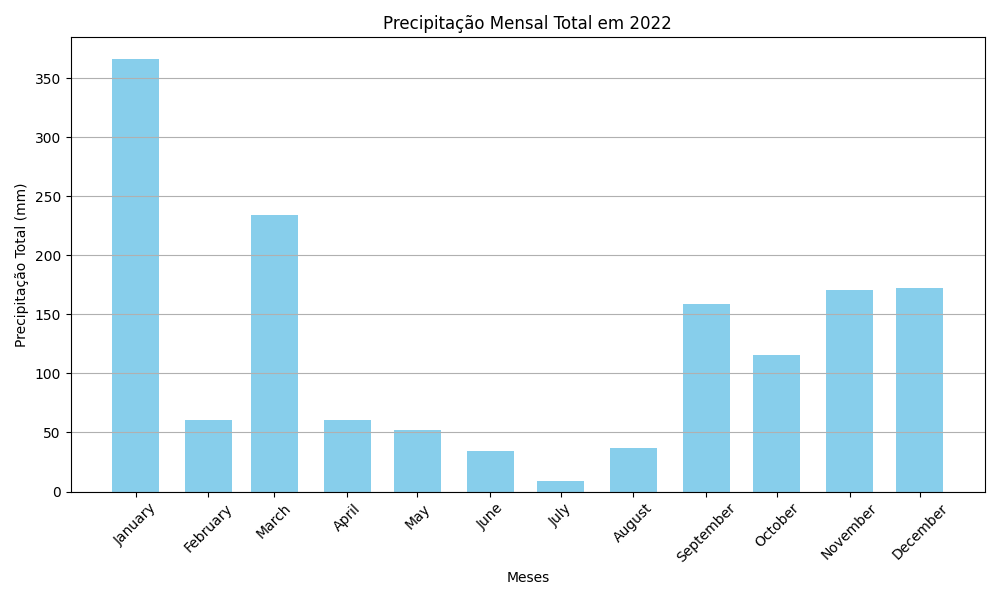 Precipitação Mensal Total em 2022
Precipitação Total (mm)
350
300
250
200
150
100
50
0
January
February
March
April
May
June
July
August
September
October
November
December
Meses